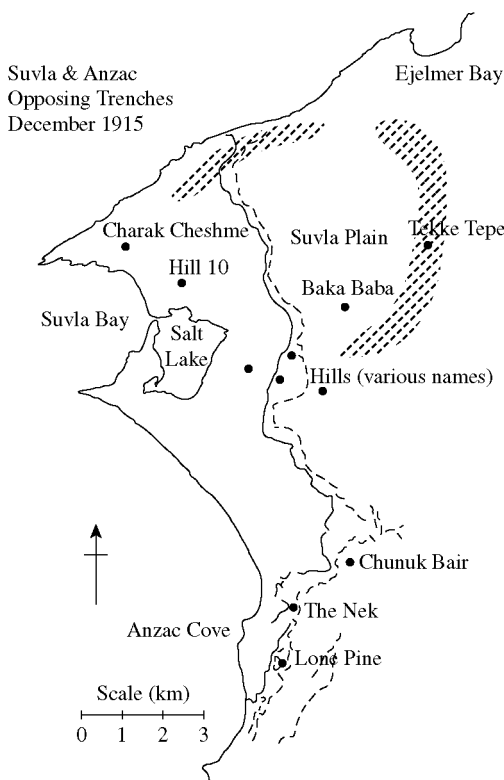 Suvla & Anzac
Opposing Trenches
December 1915
Ejelmer Bay
Charak Cheshme
Suvla Plain
Tekke Tepe
Hill 10
Baka Baba
Suvla Bay
Salt
Lake
Hills (various names)
Chunuk Bair
The Nek
Anzac Cove
Lone Pine
Scale (km)
0 1 2 3